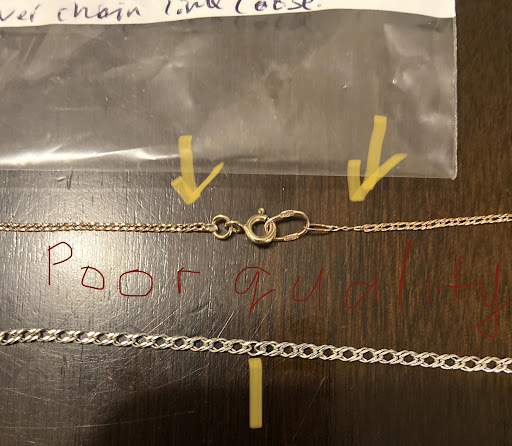 chain link loose.
Poor quality